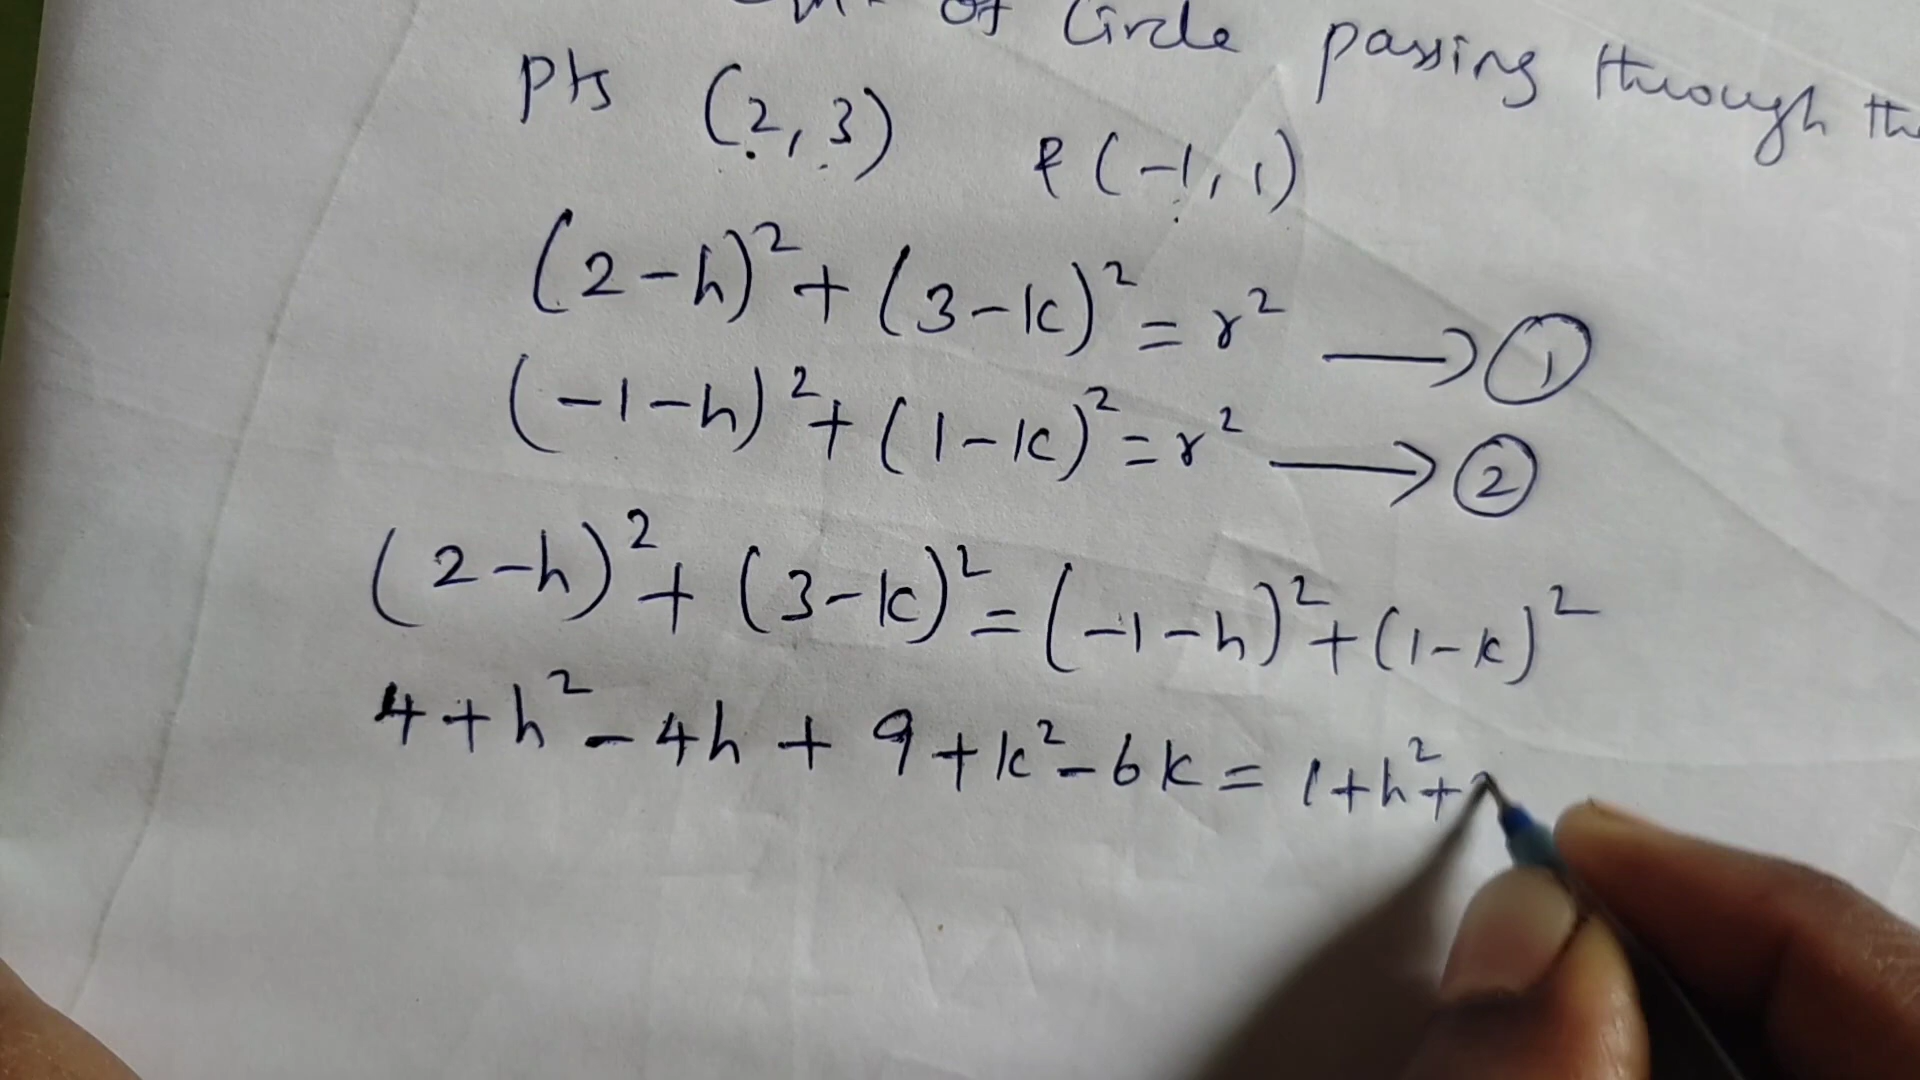 of Circle passing through the
pts (2,3) & (-1,1)
(2-h)² + (3-k)² = r² → ①
(-1-h)² + (1-k)² = r² → ②
(2-h)² + (3-k)² = (-1-h)² + (1-k)²
4+h²-4h + 9+k²-6k = 1+h²+